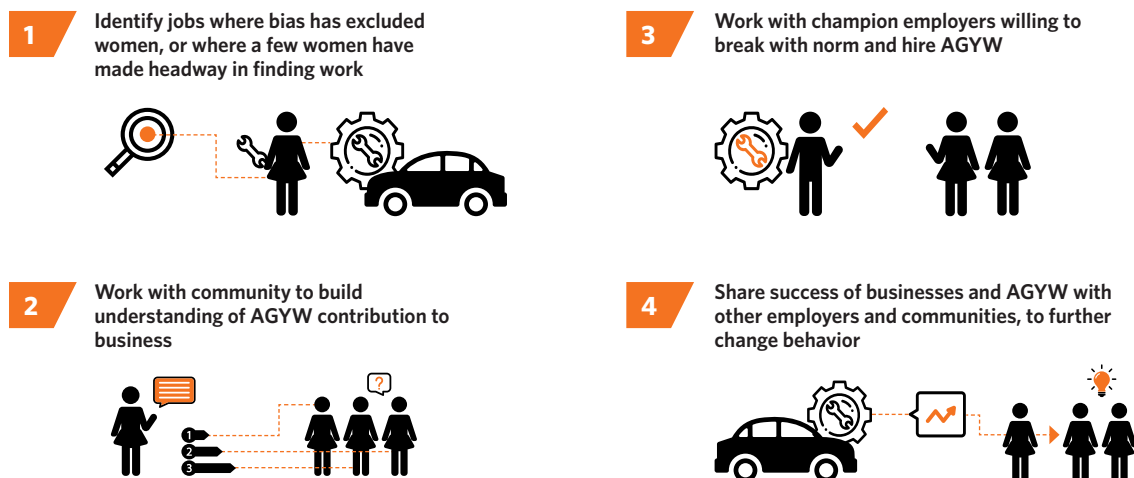 1
Identify jobs where bias has excluded
women, or where a few women have
made headway in finding work
2
Work with community to build
understanding of AGYW contribution to
business
?
1
2
3
3
Work with champion employers willing to
break with norm and hire AGYW
4
Share success of businesses and AGYW with
other employers and communities, to further
change behavior